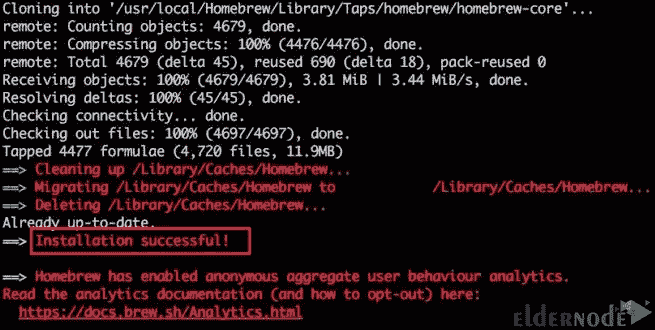 Cloning into '/usr/local/Homebrew/Library/Taps/homebrew/homebrew-core'...
remote: Counting objects: 4679, done.
remote: Compressing objects: 100% (4476/4476), done.
remote: Total 4679 (delta 45), reused 690 (delta 18), pack-reused 0
Receiving objects: 100% (4679/4679), 3.81 MiB | 3.44 MiB/s, done.
Resolving deltas: 100% (45/45), done.
Checking connectivity... done.
Checking out files: 100% (4697/4697), done.
Tapped 4477 formulae (4,720 files, 11.9MB)
==> Cleaning up /Library/Caches/Homebrew...
==> Migrating /Library/Caches/Homebrew to /Library/Caches/Homebrew...
==> Deleting /Library/Caches/Homebrew...
Already up-to-date.
==> Installation successful!
==> Homebrew has enabled anonymous aggregate user behaviour analytics.
Read the analytics documentation (and how to opt-out) here:
https://docs.brew.sh/Analytics.html
ELDERNODE